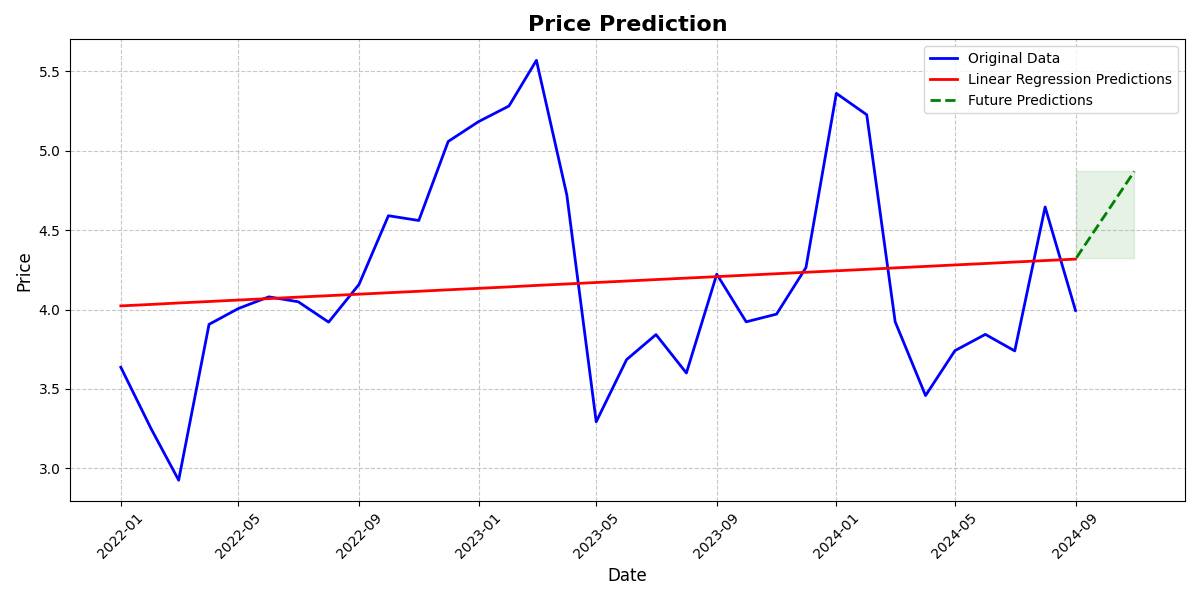 Price Prediction
Original Data
Linear Regression Predictions
Future Predictions
5.5
5.0
4.5
4.0
3.5
3.0
Price
2022-01
2022-05
2022-09
2023-01
2023-05
2023-09
2024-01
2024-05
2024-09
Date